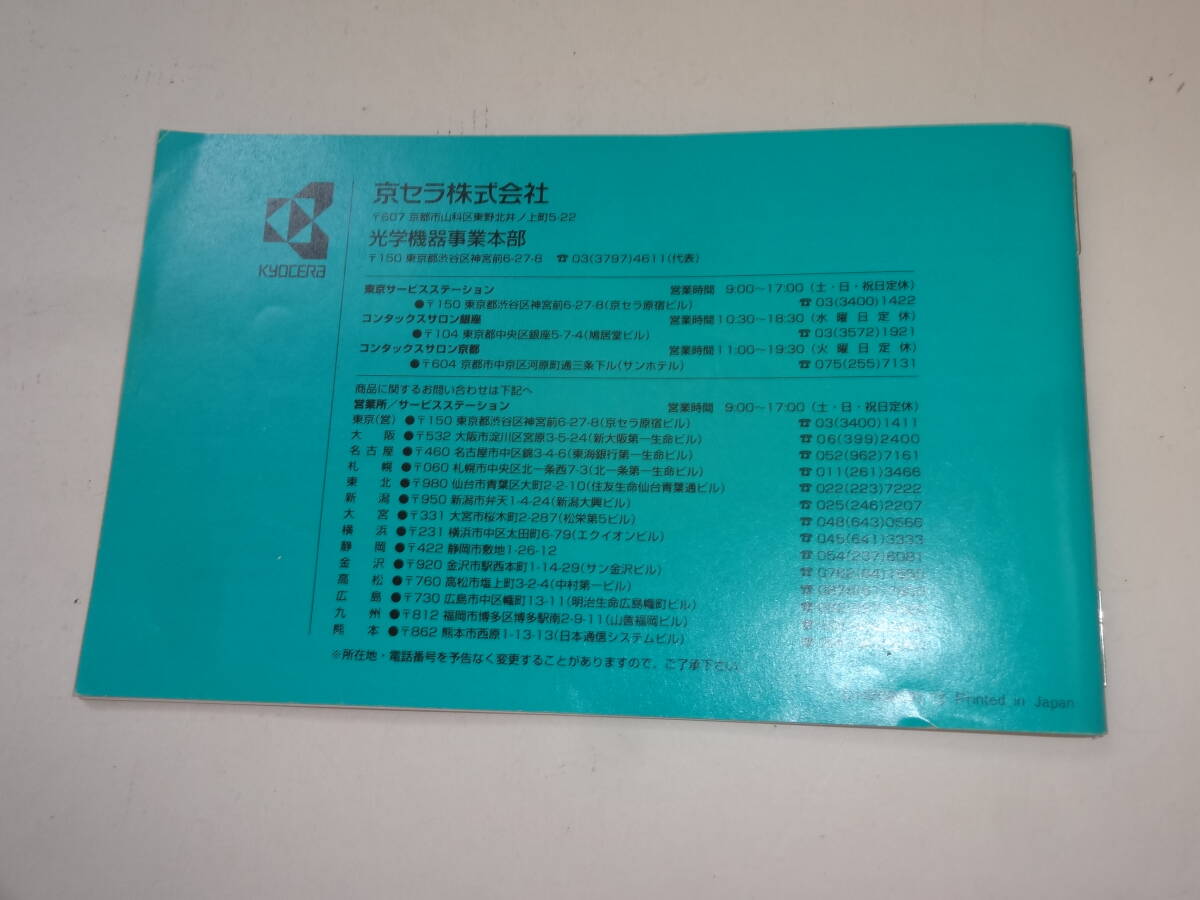 KYOCERA
京セラ株式会社
〒607 京都市山科区東野北井ノ上町5-22
光学機器事業本部
〒150 東京都渋谷区神宮前6-27-8 ☎03(3797)4611(代表)
東京サービスステーション 営業時間 9:00〜17:00 (土・日・祝日定休)
●〒150 東京都渋谷区神宮前6-27-8(京セラ原宿ビル) ☎03(3400)1422
コンタックスサロン銀座 営業時間10:30〜18:30 (水曜日定休)
●〒104 東京都中央区銀座5-7-4(鳩居堂ビル) ☎03(3572)1921
コンタックスサロン京都 営業時間11:00〜19:30 (火曜日定休)
●〒604 京都市中京区河原町通三条下ル(サンホテル) ☎075(255)7131
商品に関するお問い合わせは下記へ
営業所/サービスステーション 営業時間 9:00〜17:00 (土・日・祝日定休)
東京(営) ●〒150 東京都渋谷区神宮前6-27-8(京セラ原宿ビル) ☎03(3400)1411
大阪 ●〒532 大阪市淀川区宮原3-5-24(新大阪第一生命ビル) ☎06(399)2400
名古屋 ●〒460 名古屋市中区錦3-4-6(東海銀行第一生命ビル) ☎052(962)7161
札幌 ●〒060 札幌市中央区北一条西7-3(北一条第一生命ビル) ☎011(261)3466
東北 ●〒980 仙台市青葉区大町2-2-10(住友生命仙台青葉通ビル) ☎022(223)7222
新潟 ●〒950 新潟市弁天1-4-24(新潟大興ビル) ☎025(246)2207
大宮 ●〒331 大宮市桜木町2-287(松栄第5ビル) ☎048(643)0566
横浜 ●〒231 横浜市中区太田町6-79(エクイオンビル) ☎045(641)3333
静岡 ●〒422 静岡市敷地1-26-12 ☎054(237)6081
金沢 ●〒920 金沢市駅西本町1-14-29(サン金沢ビル) ☎
高松 ●〒760 高松市塩上町3-2-4(中村第一ビル) ☎
広島 ●〒730 広島市中区幟町13-11(明治生命広島幟町ビル) ☎
九州 ●〒812 福岡市博多区博多駅南2-9-11(山善福岡ビル) ☎
熊本 ●〒862 熊本市西原1-13-13(日本通信システムビル) ☎
※所在地・電話番号を予告なく変更することがありますので、ご了承下さい
Printed in Japan